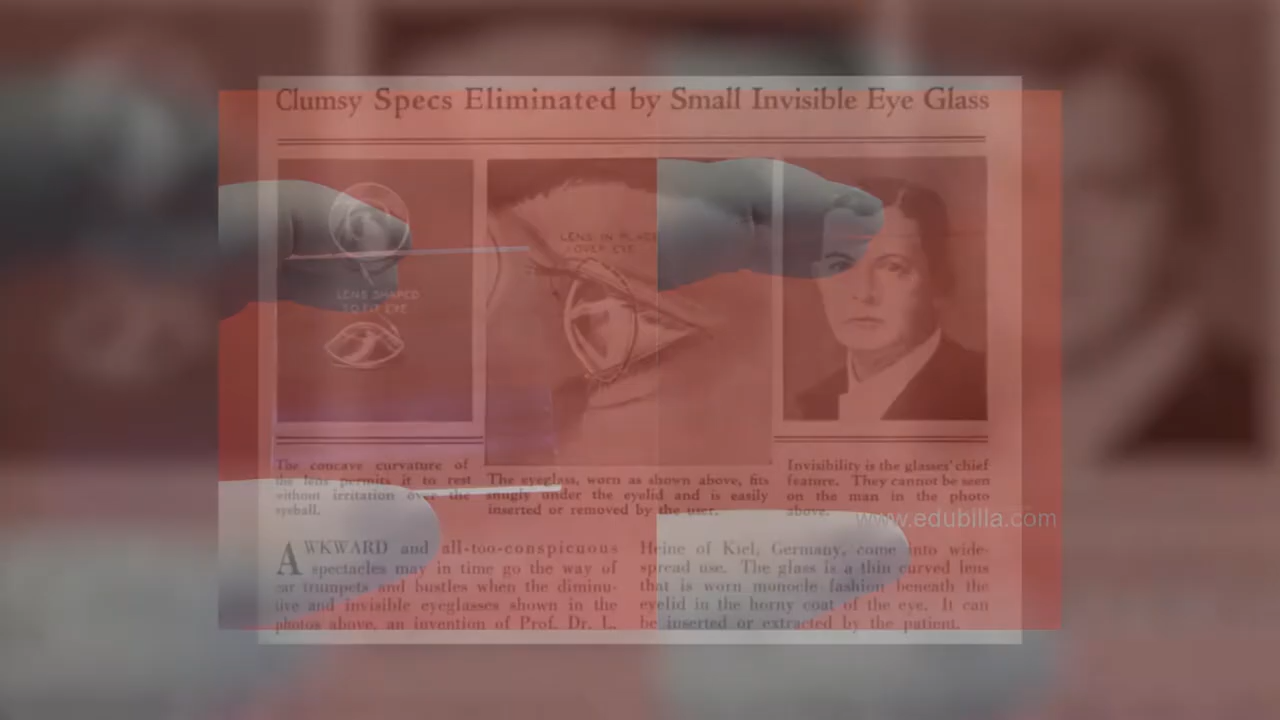 Clumsy Specs Eliminated by Small Invisible Eye Glass
LENS SHAPED
TO FIT EYE
LENS IN PLACE
OVER EYE
The concave curvature of
the lens permits it to rest
without irritation over the
eyeball.
The eyeglass, worn as shown above, fits
snugly under the eyelid and is easily
inserted or removed by the user.
Invisibility is the glasses' chief
feature. They cannot be seen
on the man in the photo
above.
www.edubilla.com
AWKWARD and all-too-conspicuous
spectacles may in time go the way of
ear trumpets and bustles when the diminu-
tive and invisible eyeglasses shown in the
photos above, an invention of Prof. Dr. L.
Heine of Kiel, Germany, come into wide-
spread use. The glass is a thin curved lens
that is worn monocle fashion beneath the
eyelid in the horny coat of the eye. It can
be inserted or extracted by the patient.